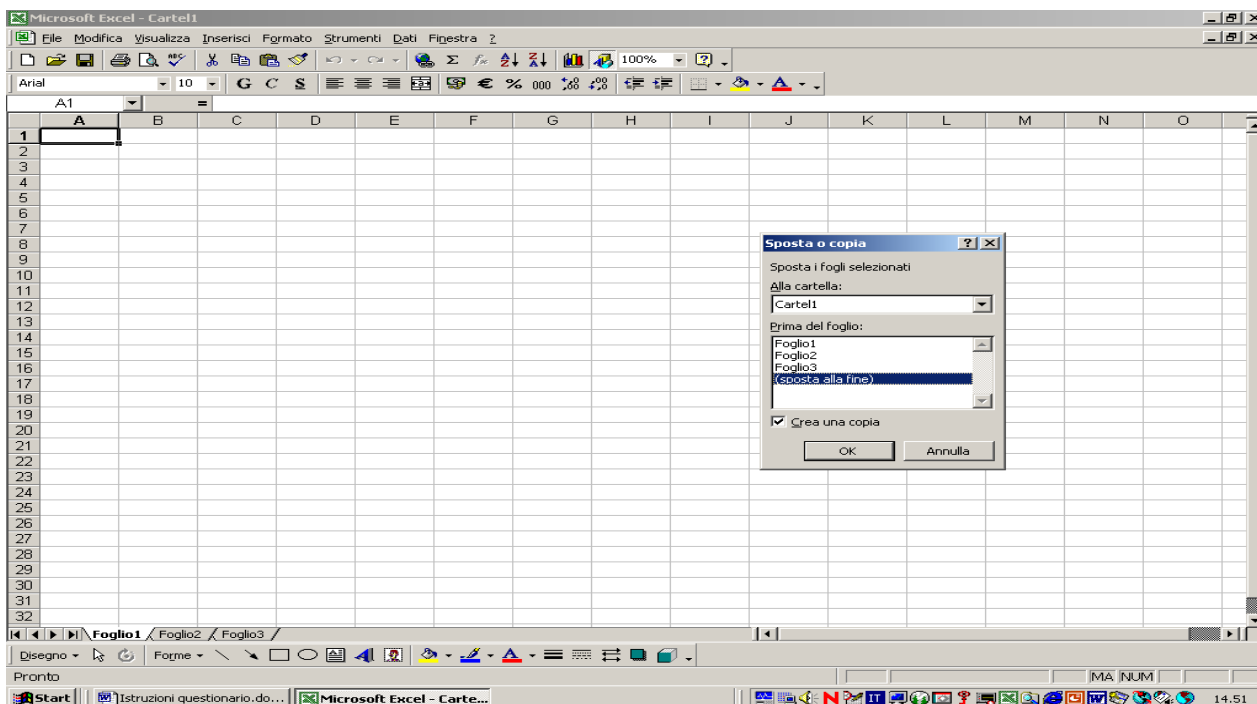 Microsoft Excel - Cartel1
File Modifica Visualizza Inserisci Formato Strumenti Dati Finestra ?
100%
Arial 10 G C S € % 000
A1 =
A B C D E F G H I J K L M N O
1
2
3
4
5
6
7
8
9
10
11
12
13
14
15
16
17
18
19
20
21
22
23
24
25
26
27
28
29
30
31
32
Sposta o copia
Sposta i fogli selezionati
Alla cartella:
Cartel1
Prima del foglio:
Foglio1
Foglio2
Foglio3
(sposta alla fine)
Crea una copia
OK Annulla
Foglio1 Foglio2 Foglio3
Disegno Forme
Pronto MA NUM
Start Istruzioni questionario.do... Microsoft Excel - Carte... IT 14.51